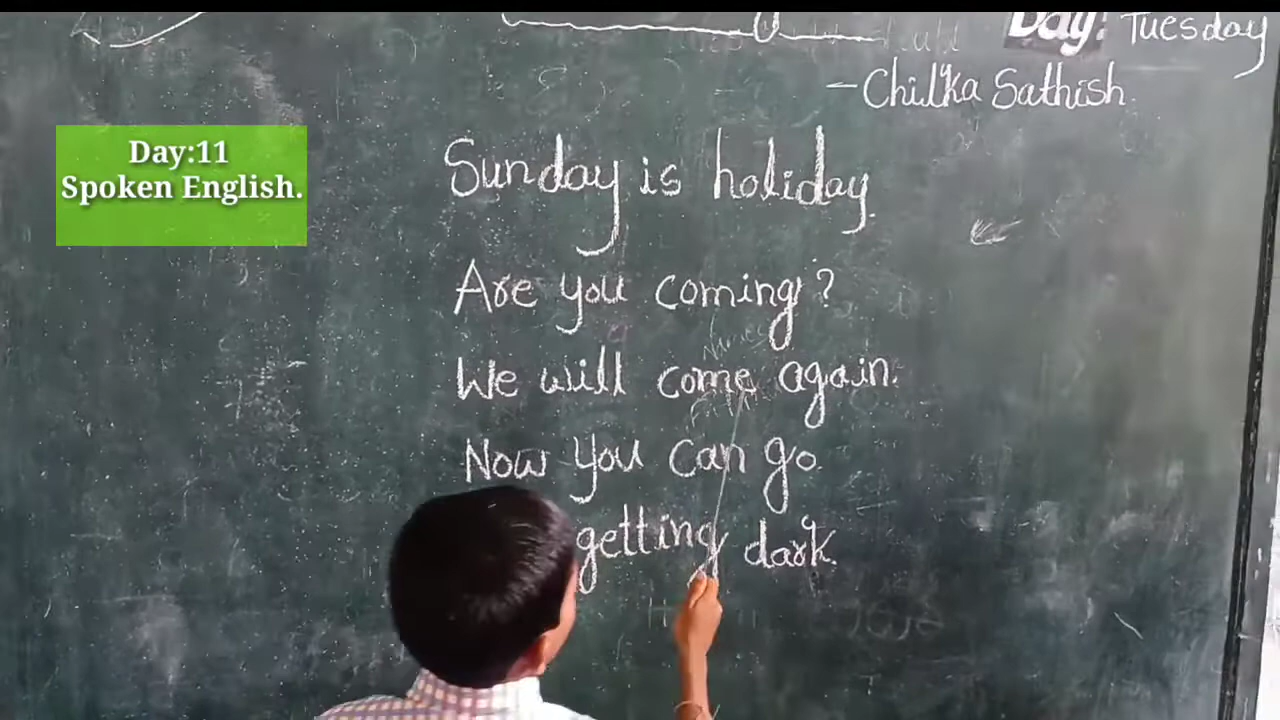 Day: Tuesday
-Chilka Sathish
Day:11
Spoken English.
Sunday is holiday.
Are you coming?
We will come again.
Now you can go.
getting dark.